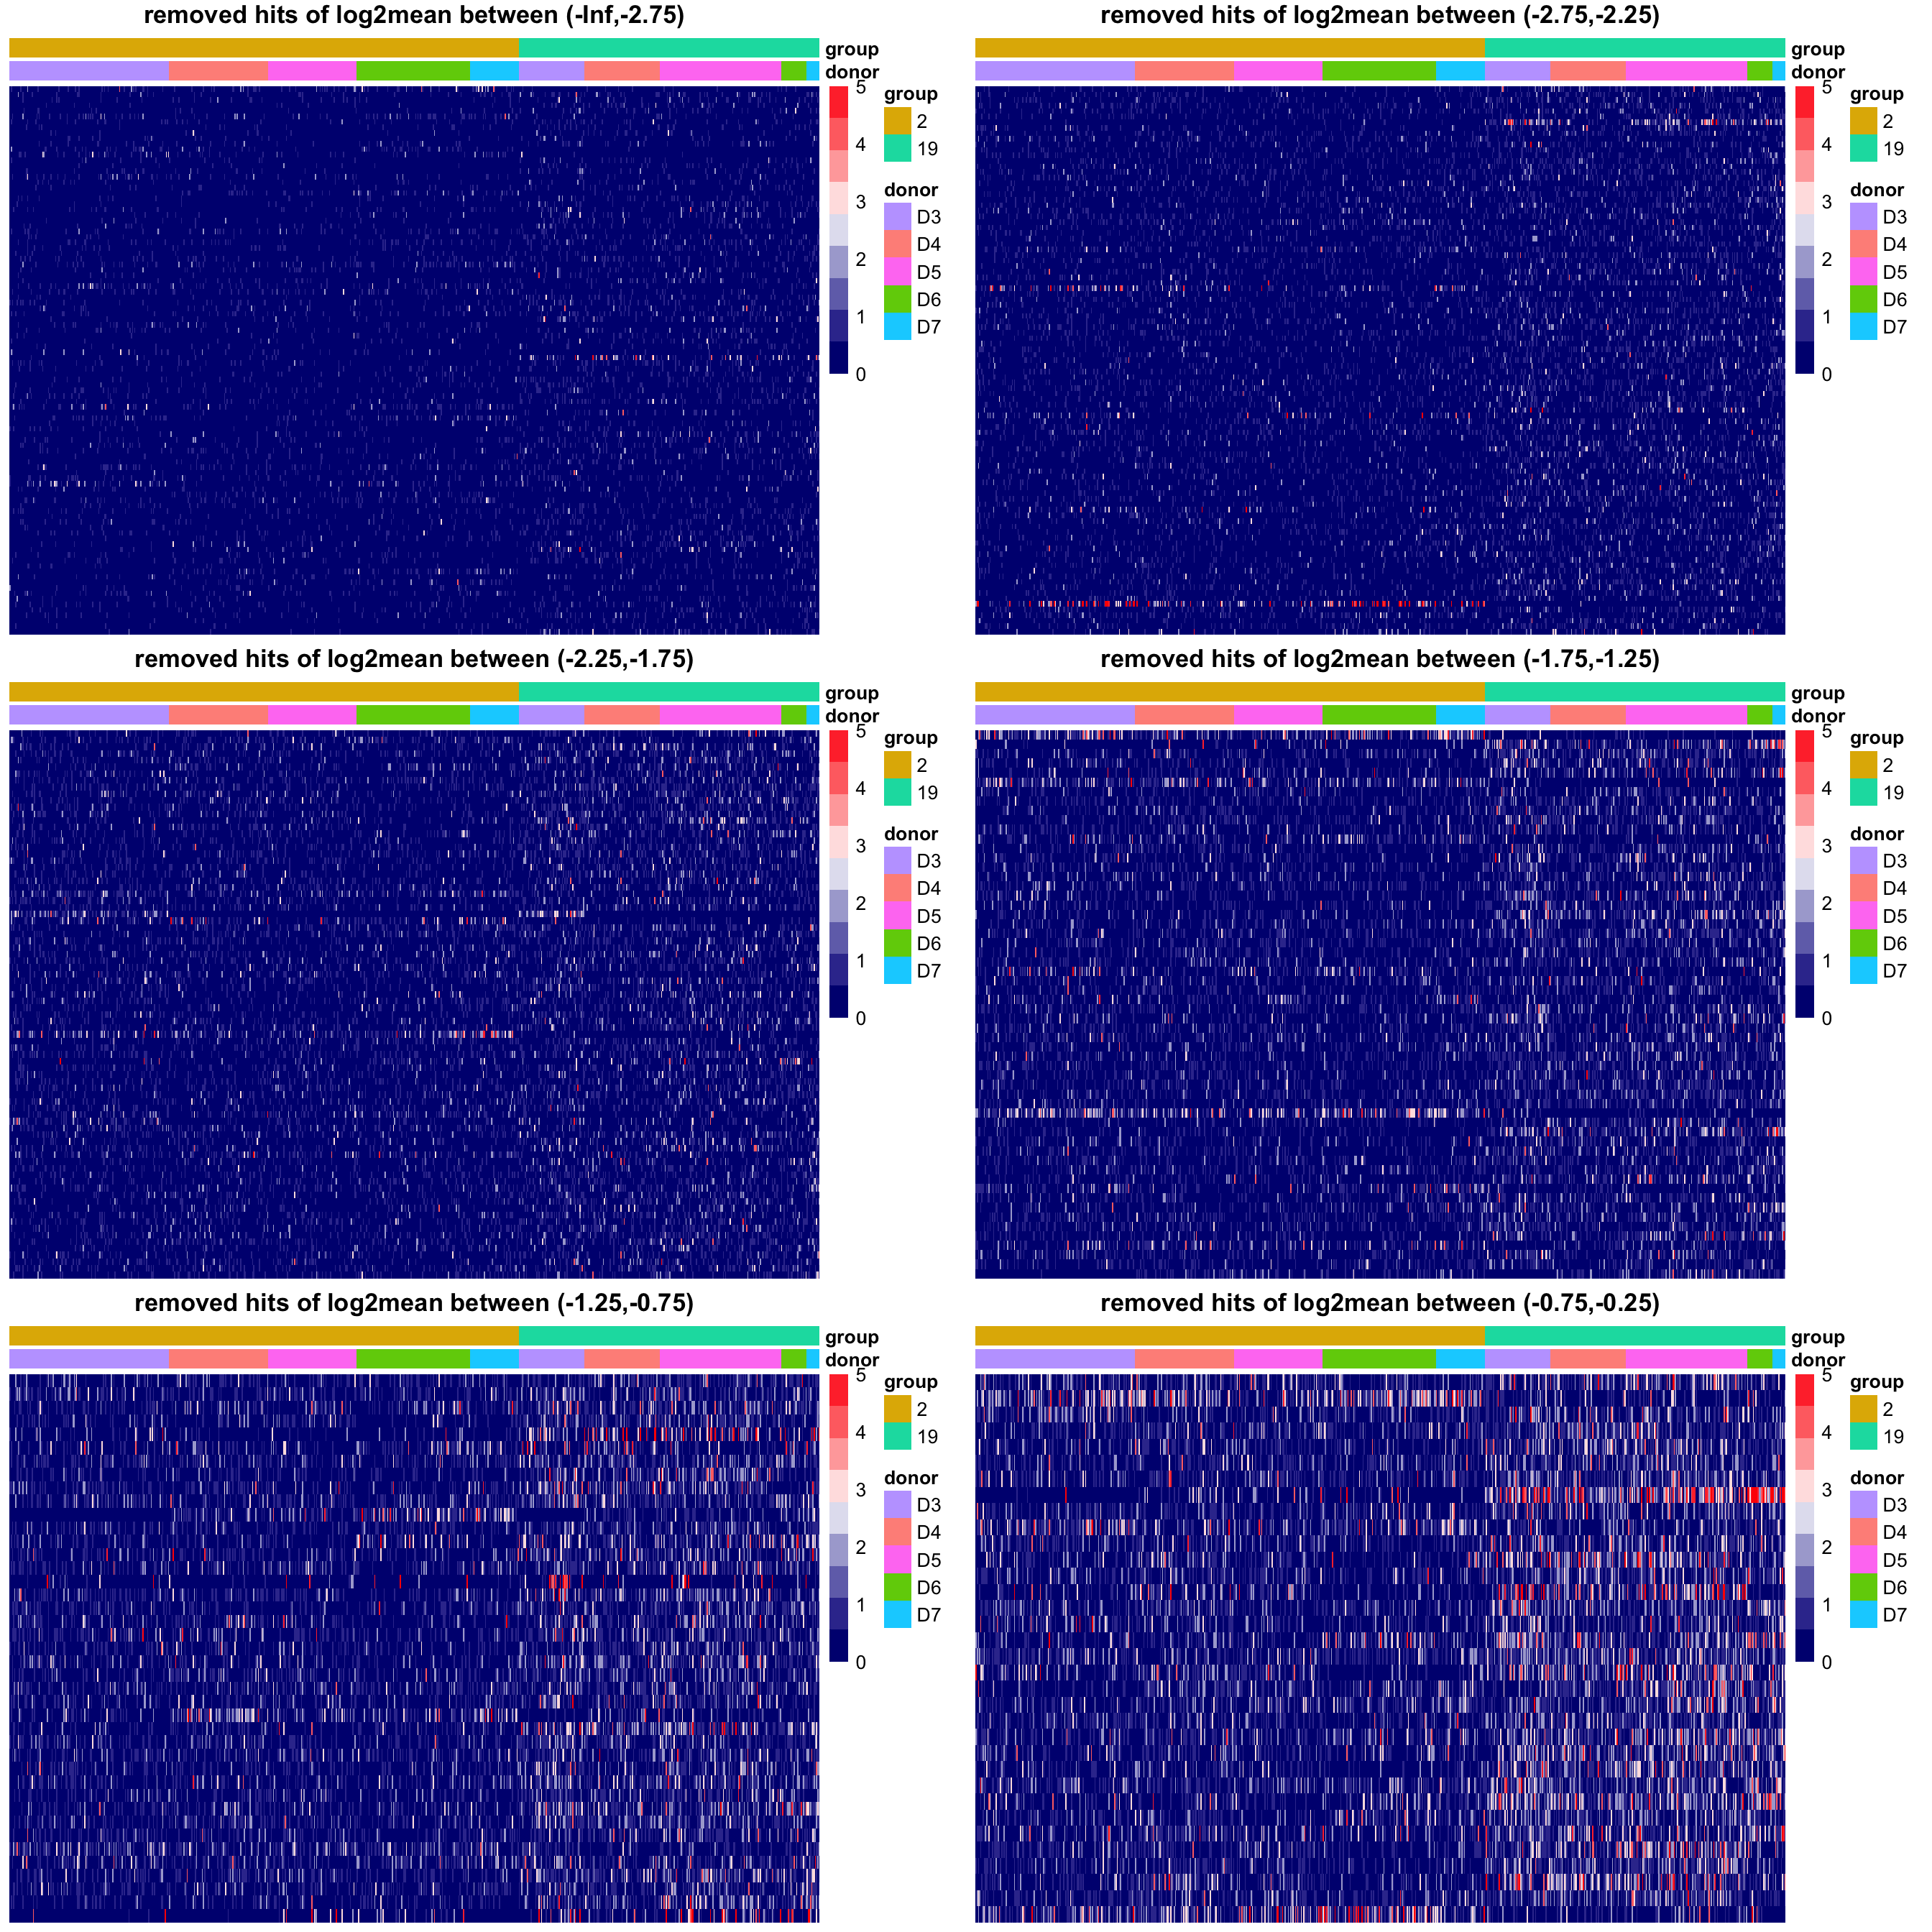 removed hits of log2mean between (-Inf,-2.75)
group
donor
5
4
3
2
1
0
group
2
19
donor
D3
D4
D5
D6
D7
removed hits of log2mean between (-2.75,-2.25)
group
donor
5
4
3
2
1
0
group
2
19
donor
D3
D4
D5
D6
D7
removed hits of log2mean between (-2.25,-1.75)
group
donor
5
4
3
2
1
0
group
2
19
donor
D3
D4
D5
D6
D7
removed hits of log2mean between (-1.75,-1.25)
group
donor
5
4
3
2
1
0
group
2
19
donor
D3
D4
D5
D6
D7
removed hits of log2mean between (-1.25,-0.75)
group
donor
5
4
3
2
1
0
group
2
19
donor
D3
D4
D5
D6
D7
removed hits of log2mean between (-0.75,-0.25)
group
donor
5
4
3
2
1
0
group
2
19
donor
D3
D4
D5
D6
D7